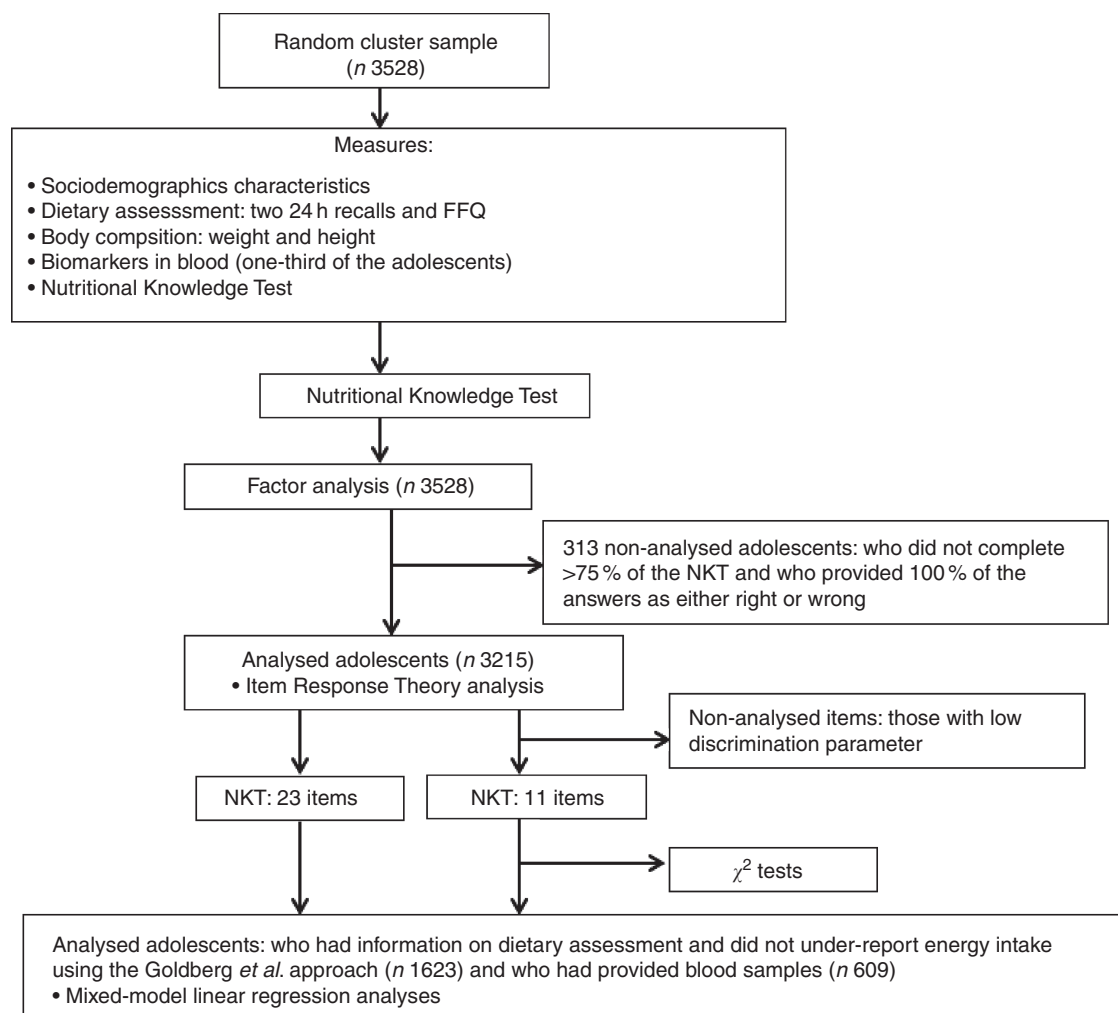 Random cluster sample
(n 3528)
Measures:
• Sociodemographics characteristics
• Dietary assesssment: two 24 h recalls and FFQ
• Body compsition: weight and height
• Biomarkers in blood (one-third of the adolescents)
• Nutritional Knowledge Test
Nutritional Knowledge Test
Factor analysis (n 3528)
313 non-analysed adolescents: who did not complete
>75 % of the NKT and who provided 100 % of the
answers as either right or wrong
Analysed adolescents (n 3215)
• Item Response Theory analysis
Non-analysed items: those with low
discrimination parameter
NKT: 23 items
NKT: 11 items
χ² tests
Analysed adolescents: who had information on dietary assessment and did not under-report energy intake
using the Goldberg et al. approach (n 1623) and who had provided blood samples (n 609)
• Mixed-model linear regression analyses